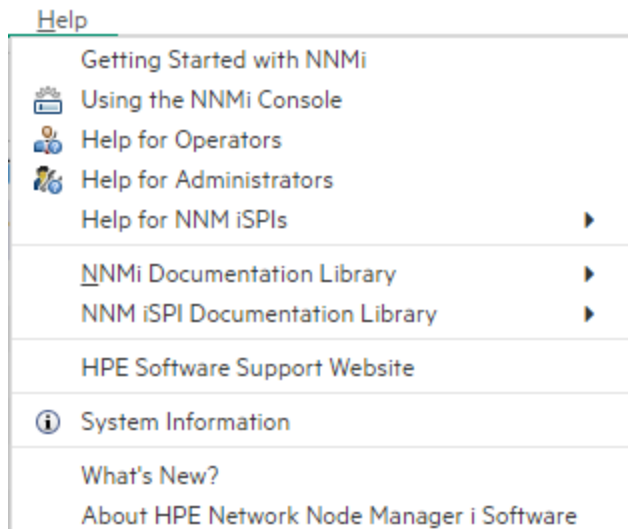 Help
Getting Started with NNMi
Using the NNMi Console
Help for Operators
Help for Administrators
Help for NNM iSPIs
NNMi Documentation Library
NNM iSPI Documentation Library
HPE Software Support Website
System Information
What's New?
About HPE Network Node Manager i Software